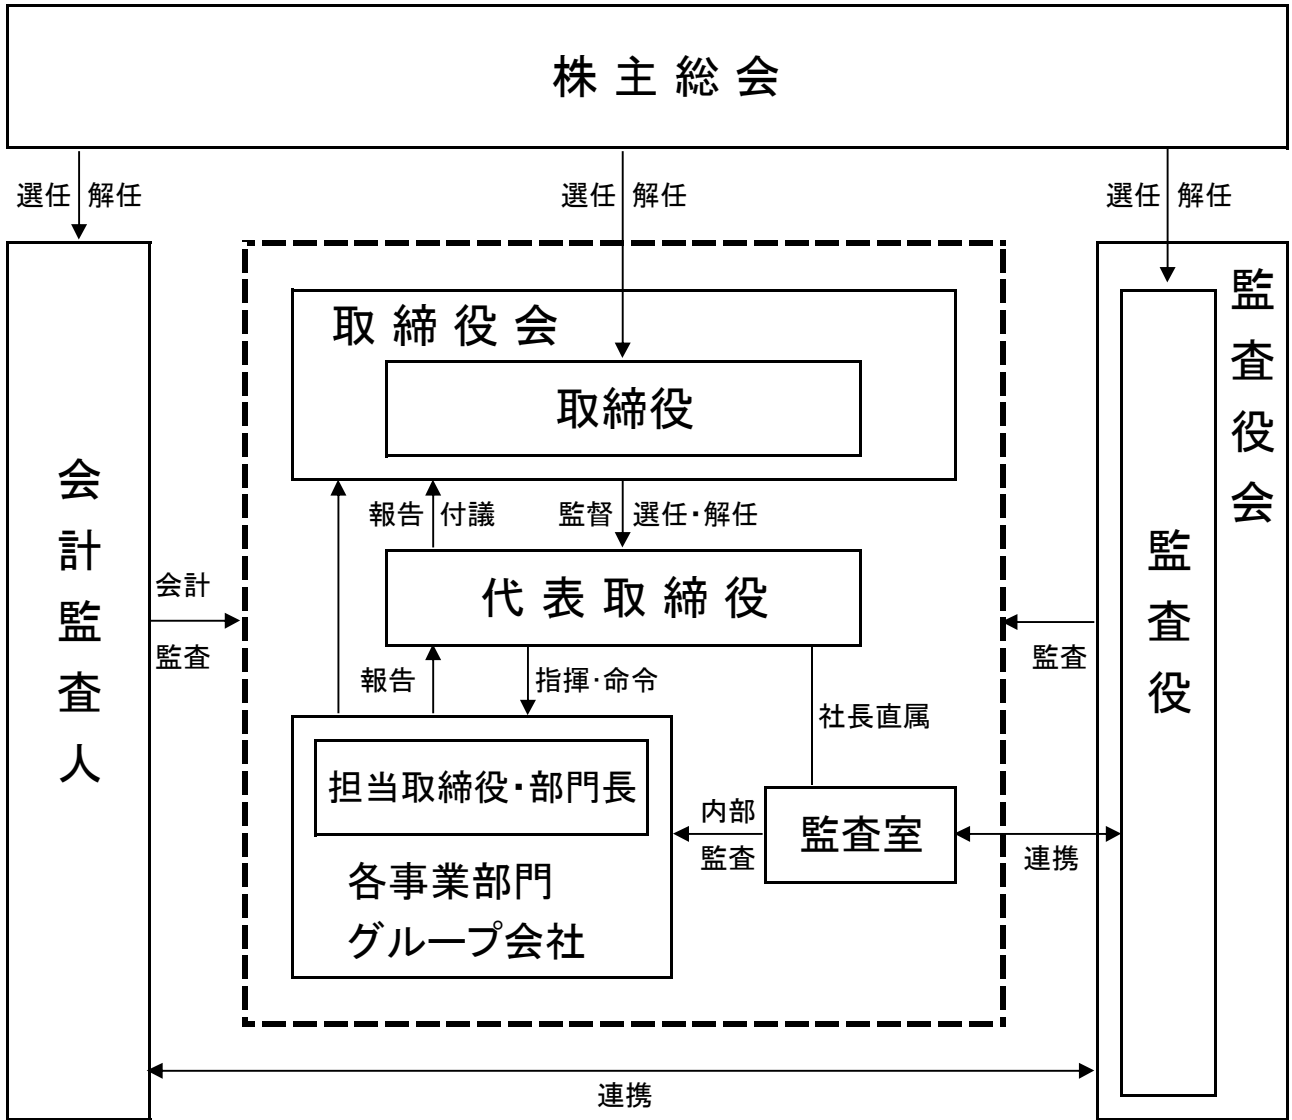 株主総会
選任 解任
選任 解任
選任 解任
取締役会
取締役
報告 付議
監督 選任・解任
代表取締役
報告
指揮・命令
社長直属
担当取締役・部門長
各事業部門
グループ会社
内部
監査
監査室
会計監査人
会計
監査
監査
監査役会
監査役
連携
連携